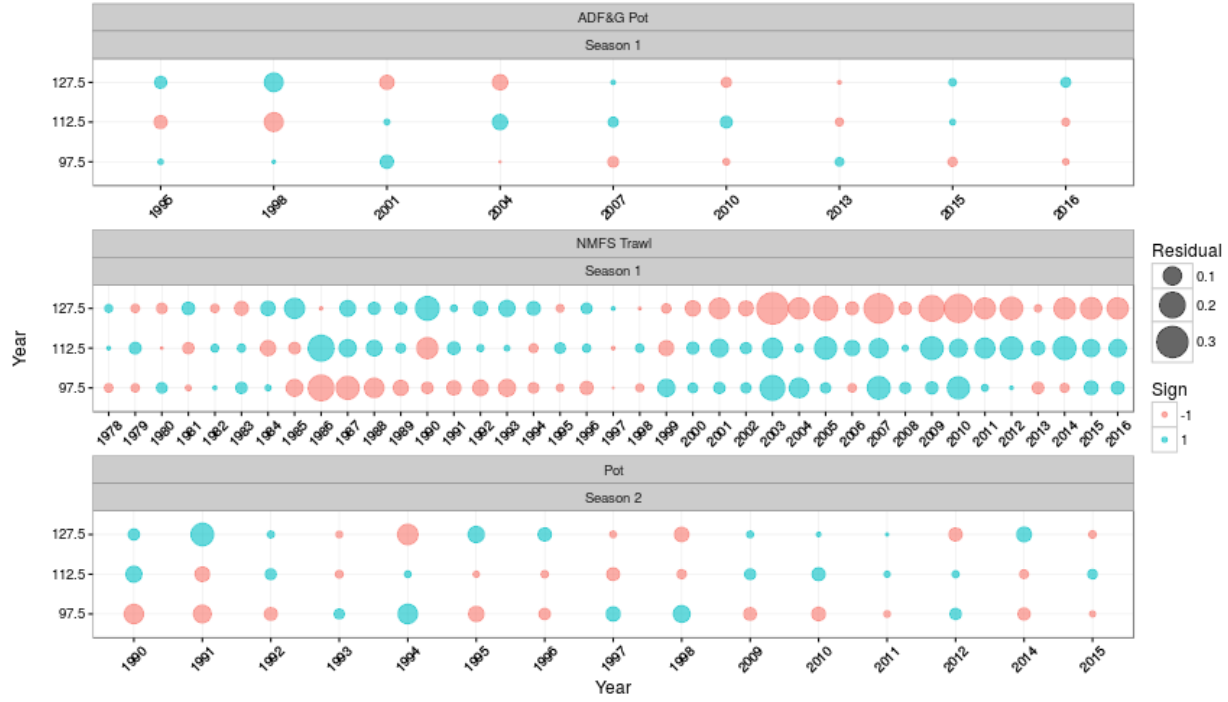 ADF&G Pot
Season 1
127.5
112.5
97.5
1995 1998 2001 2004 2007 2010 2013 2015 2016
NMFS Trawl
Season 1
127.5
112.5
97.5
1978 1979 1980 1981 1982 1983 1984 1985 1986 1987 1988 1989 1990 1991 1992 1993 1994 1995 1996 1997 1998 1999 2000 2001 2002 2003 2004 2005 2006 2007 2008 2009 2010 2011 2012 2013 2014 2015 2016
Pot
Season 2
127.5
112.5
97.5
1990 1991 1992 1993 1994 1995 1996 1997 1998 2009 2010 2011 2012 2014 2015
Year
Year
Residual
0.1
0.2
0.3
Sign
-1
1